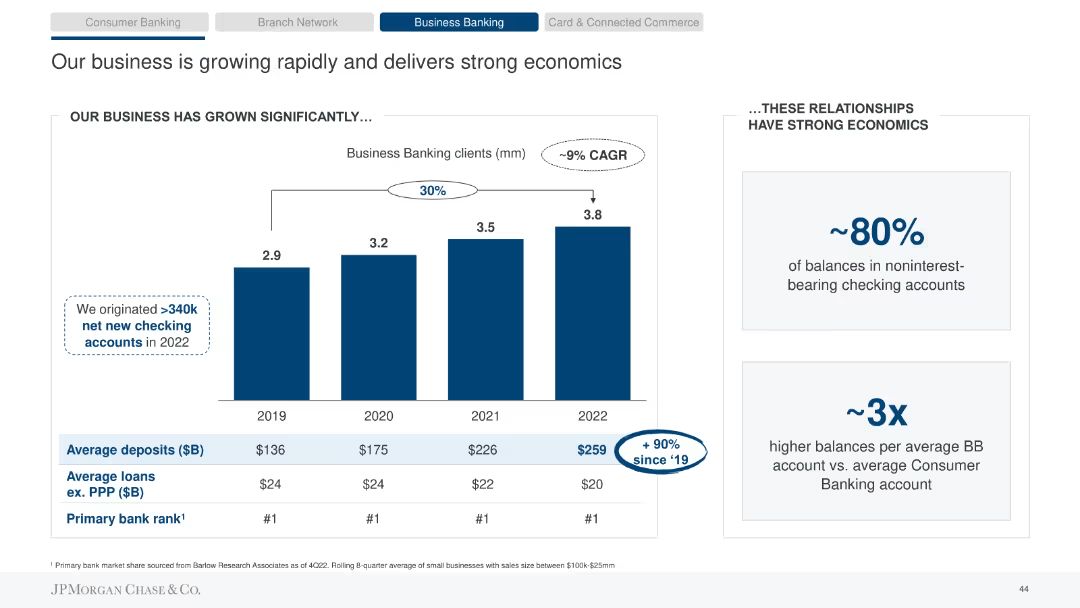 Consumer Banking
Branch Network
Business Banking
Card & Connected Commerce
Our business is growing rapidly and delivers strong economics
OUR BUSINESS HAS GROWN SIGNIFICANTLY…
Business Banking clients (mm)
~9% CAGR
30%
2.9
3.2
3.5
3.8
We originated >340k
net new checking
accounts in 2022
2019 2020 2021 2022
Average deposits ($B) $136 $175 $226 $259
+ 90%
since ‘19
Average loans
ex. PPP ($B) $24 $24 $22 $20
Primary bank rank¹ #1 #1 #1 #1
…THESE RELATIONSHIPS
HAVE STRONG ECONOMICS
~80%
of balances in noninterest-
bearing checking accounts
~3x
higher balances per average BB
account vs. average Consumer
Banking account
¹ Primary bank market share sourced from Barlow Research Associates as of 4Q22. Rolling 8-quarter average of small businesses with sales size between $100k-$25mm
JPMORGAN CHASE & CO.
44